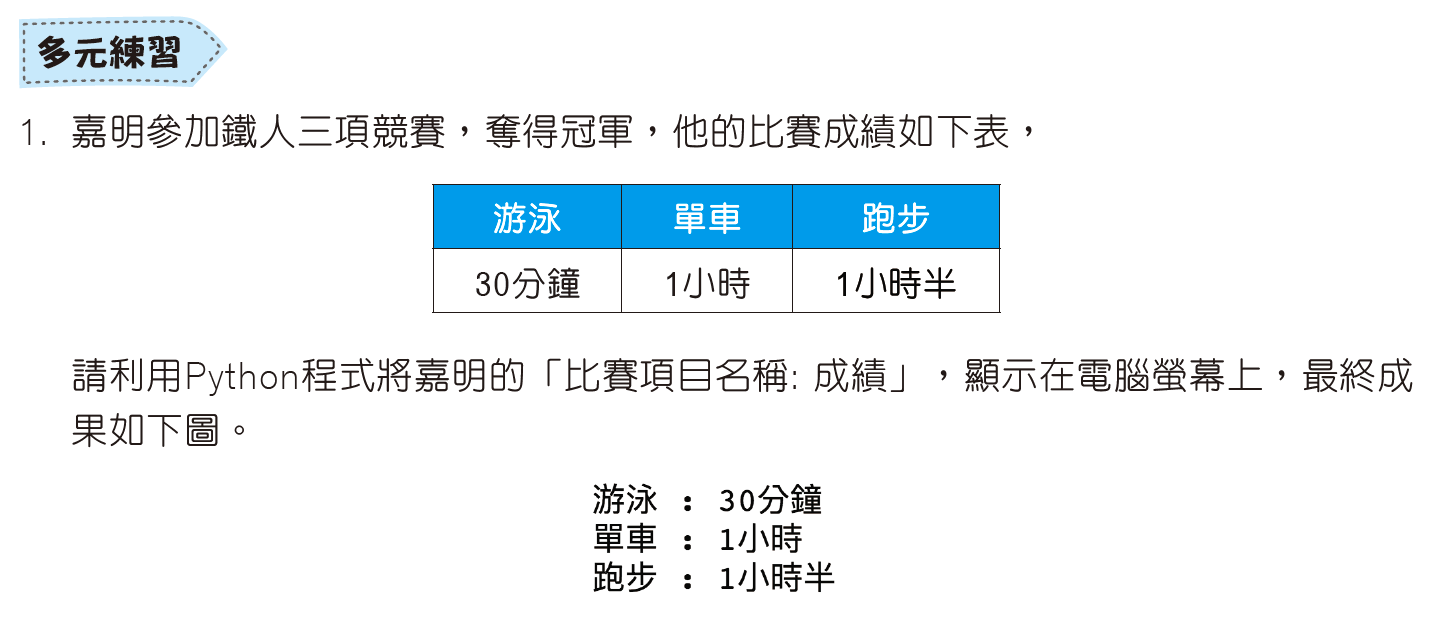 多元練習
1. 嘉明參加鐵人三項競賽，奪得冠軍，他的比賽成績如下表，
游泳 單車 跑步
30分鐘 1小時 1小時半
請利用Python程式將嘉明的「比賽項目名稱: 成績」，顯示在電腦螢幕上，最終成
果如下圖。
游泳 : 30分鐘
單車 : 1小時
跑步 : 1小時半